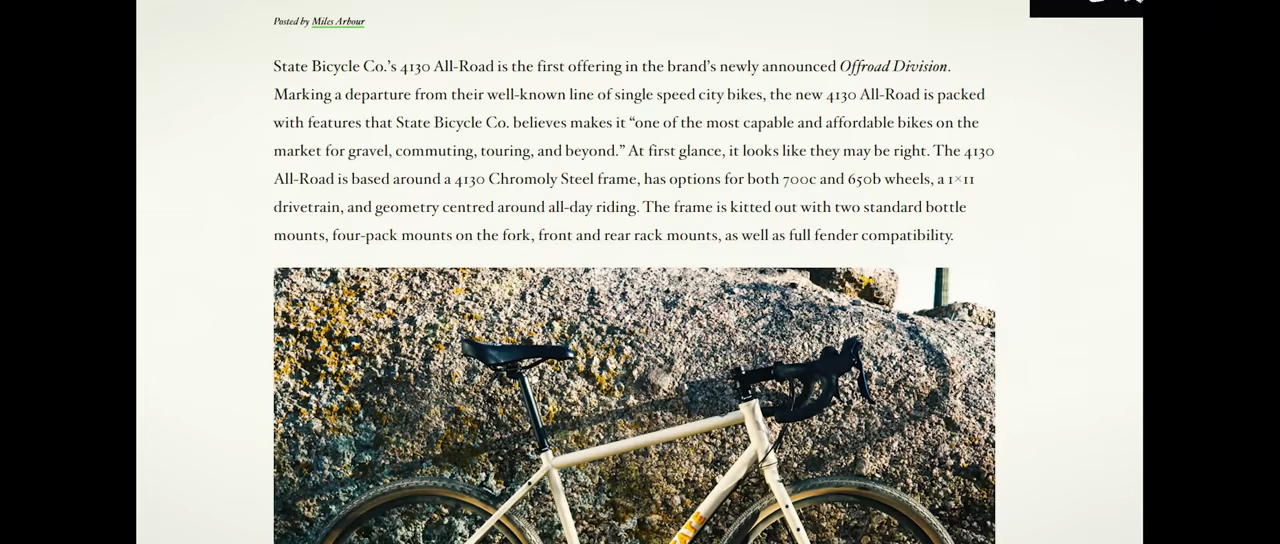 Posted by Miles Arbour
State Bicycle Co.’s 4130 All-Road is the first offering in the brand’s newly announced Offroad Division.
Marking a departure from their well-known line of single speed city bikes, the new 4130 All-Road is packed
with features that State Bicycle Co. believes makes it “one of the most capable and affordable bikes on the
market for gravel, commuting, touring, and beyond.” At first glance, it looks like they may be right. The 4130
All-Road is based around a 4130 Chromoly Steel frame, has options for both 700c and 650b wheels, a 1×11
drivetrain, and geometry centred around all-day riding. The frame is kitted out with two standard bottle
mounts, four-pack mounts on the fork, front and rear rack mounts, as well as full fender compatibility.